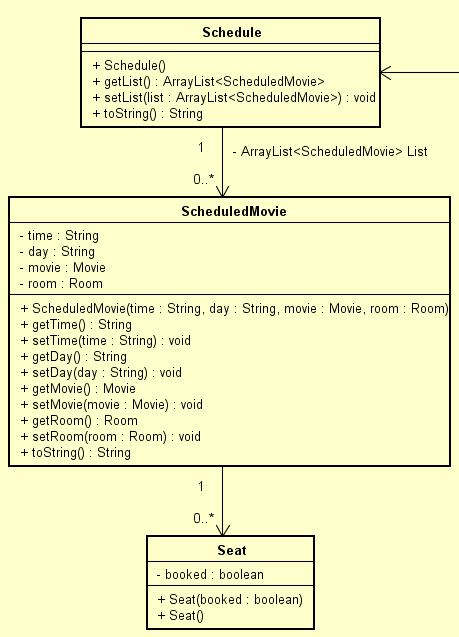 Schedule
+ Schedule()
+ getList() : ArrayList<ScheduledMovie>
+ setList(list : ArrayList<ScheduledMovie>) : void
+ toString() : String
1
- ArrayList<ScheduledMovie> List
0..*
ScheduledMovie
- time : String
- day : String
- movie : Movie
- room : Room
+ ScheduledMovie(time : String, day : String, movie : Movie, room : Room)
+ getTime() : String
+ setTime(time : String) : void
+ getDay() : String
+ setDay(day : String) : void
+ getMovie() : Movie
+ setMovie(movie : Movie) : void
+ getRoom() : Room
+ setRoom(room : Room) : void
+ toString() : String
1
0..*
Seat
- booked : boolean
+ Seat(booked : boolean)
+ Seat()